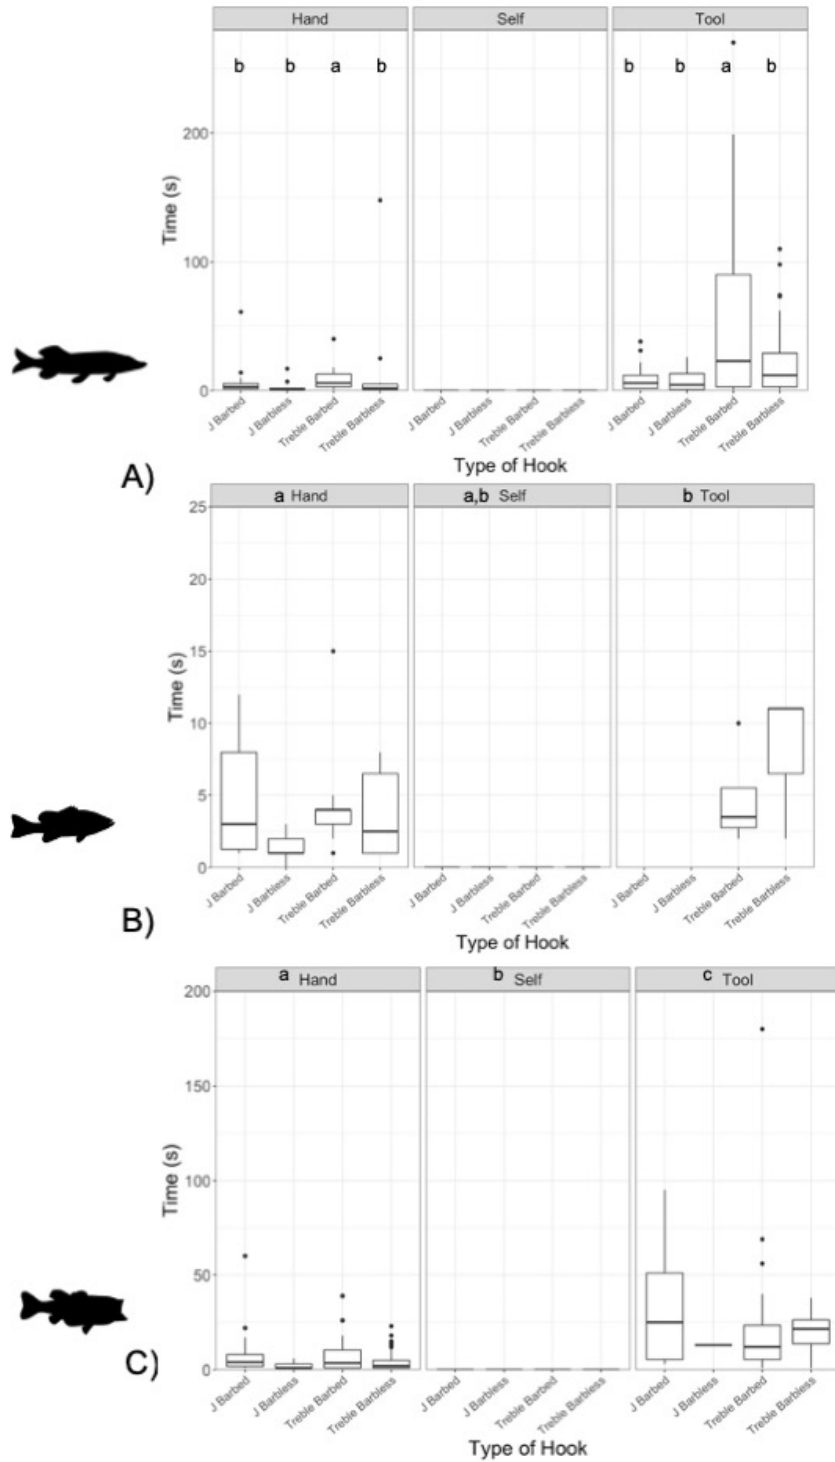 Hand Self Tool
b b a b b b a b
200
100
0
Time (s)
J Barbed J Barbless Treble Barbed Treble Barbless J Barbed J Barbless Treble Barbed Treble Barbless J Barbed J Barbless Treble Barbed Treble Barbless
Type of Hook
A)
a Hand a,b Self b Tool
25
20
15
10
5
0
Time (s)
J Barbed J Barbless Treble Barbed Treble Barbless J Barbed J Barbless Treble Barbed Treble Barbless J Barbed J Barbless Treble Barbed Treble Barbless
Type of Hook
B)
a Hand b Self c Tool
200
150
100
50
0
Time (s)
J Barbed J Barbless Treble Barbed Treble Barbless J Barbed J Barbless Treble Barbed Treble Barbless J Barbed J Barbless Treble Barbed Treble Barbless
Type of Hook
C)